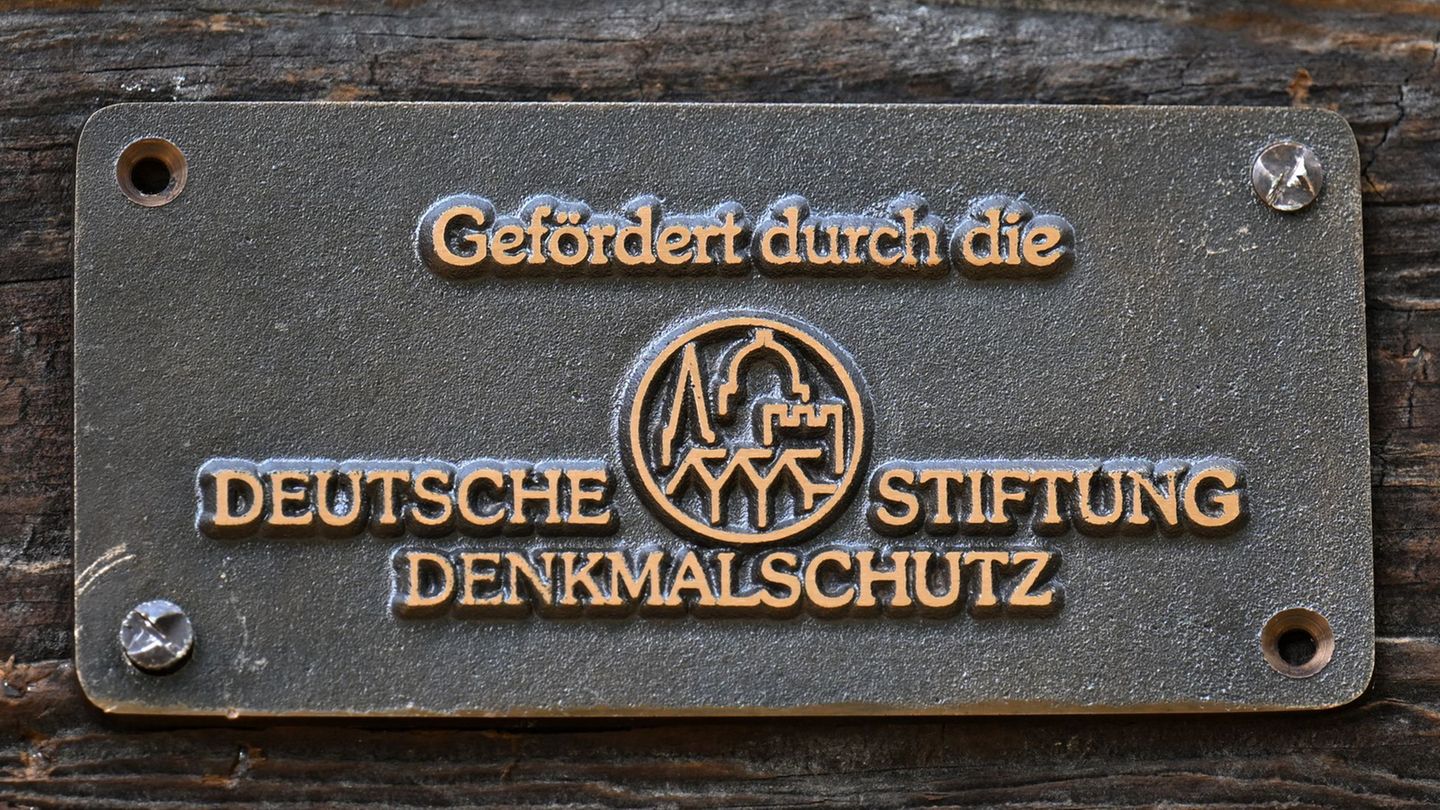 Gefördert durch die
DEUTSCHE STIFTUNG
DENKMALSCHUTZ